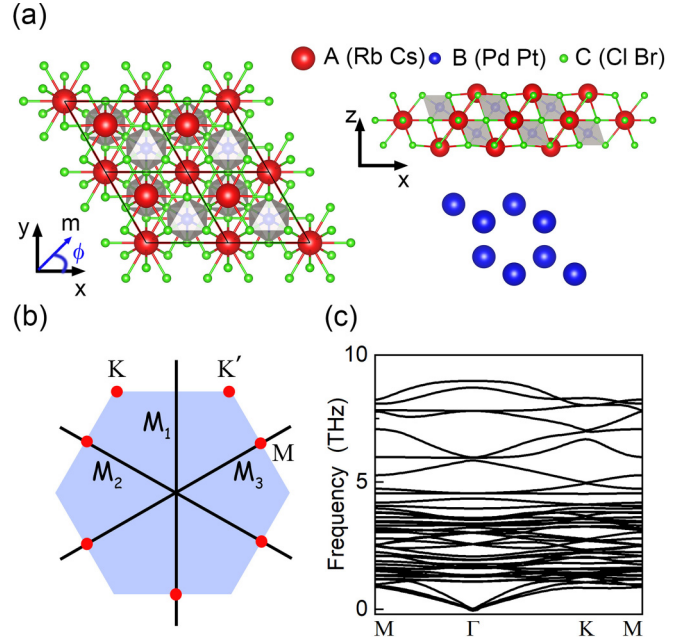 (a)
A (Rb Cs) B (Pd Pt) C (Cl Br)
z
x
y
m
ϕ
x
(b)
K K′
M₁
M
M₂ M₃
(c)
10
5
0
Frequency (THz)
M Γ K M